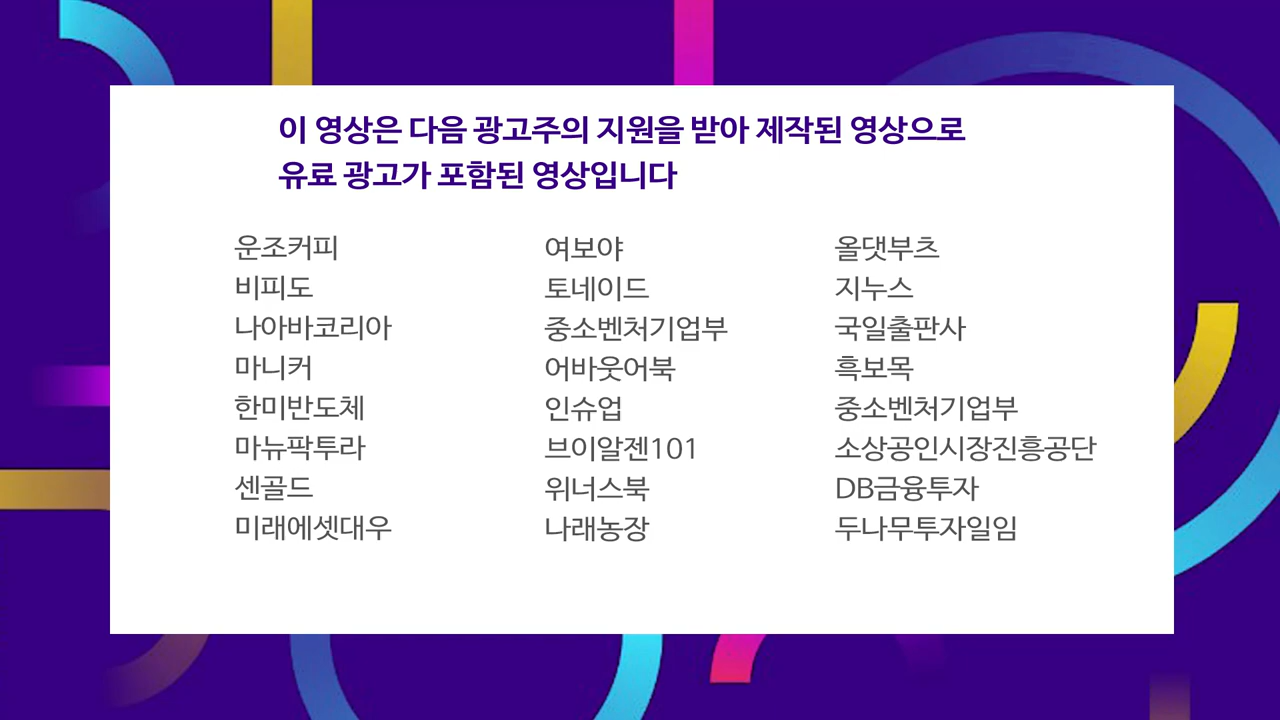 이 영상은 다음 광고주의 지원을 받아 제작된 영상으로
유료 광고가 포함된 영상입니다
운조커피
비피도
나아바코리아
마니커
한미반도체
마뉴팍투라
센골드
미래에셋대우
여보야
토네이드
중소벤처기업부
어바웃어북
인슈업
브이알젠101
위너스북
나래농장
올댓부츠
지누스
국일출판사
흑보목
중소벤처기업부
소상공인시장진흥공단
DB금융투자
두나무투자일임